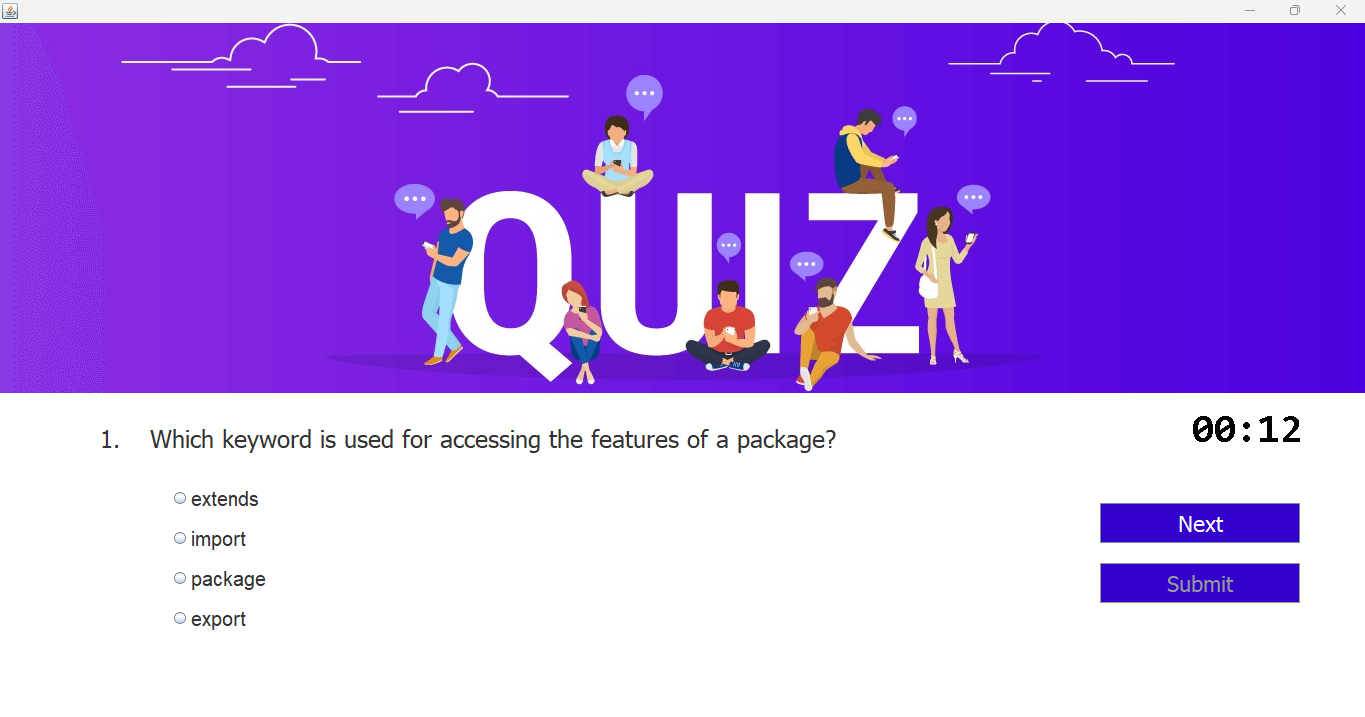 QUIZ
00:12
1. Which keyword is used for accessing the features of a package?
extends
import
package
export
Next
Submit